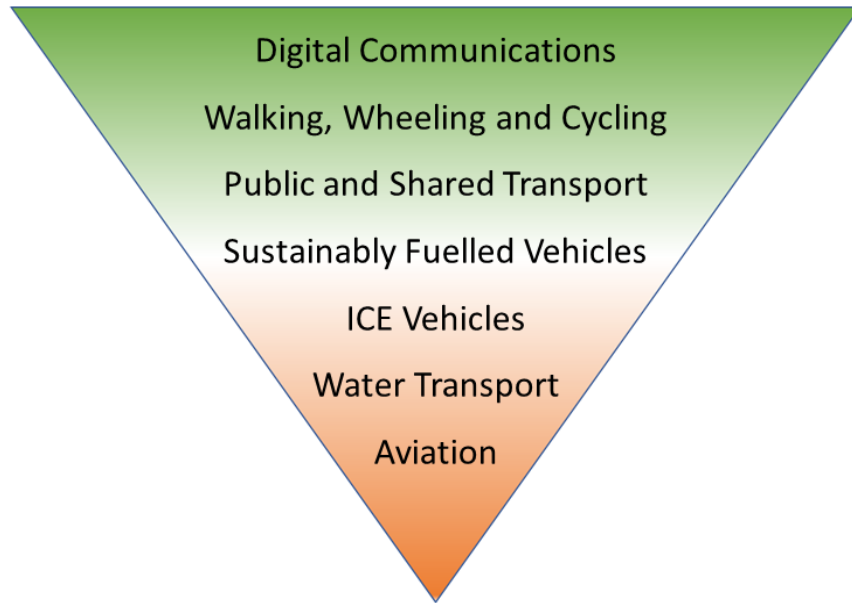 Digital Communications
Walking, Wheeling and Cycling
Public and Shared Transport
Sustainably Fuelled Vehicles
ICE Vehicles
Water Transport
Aviation